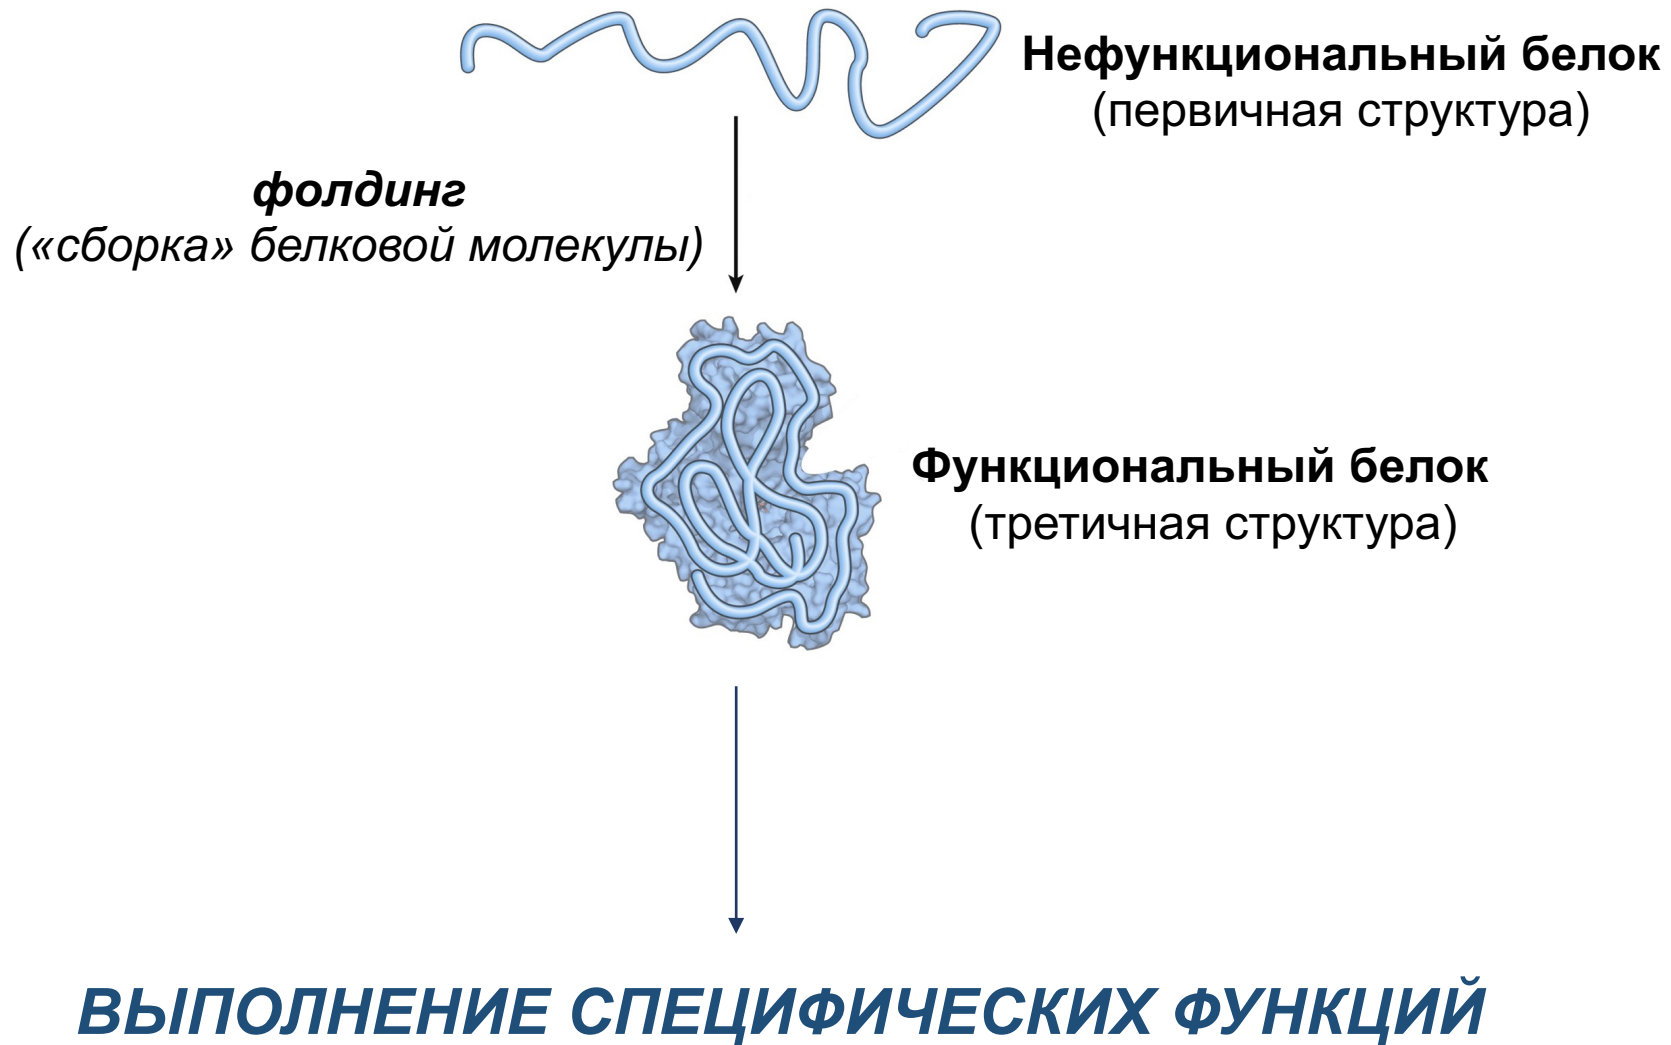 Нефункциональный белок
(первичная структура)
фолдинг
(«сборка» белковой молекулы)
Функциональный белок
(третичная структура)
ВЫПОЛНЕНИЕ СПЕЦИФИЧЕСКИХ ФУНКЦИЙ